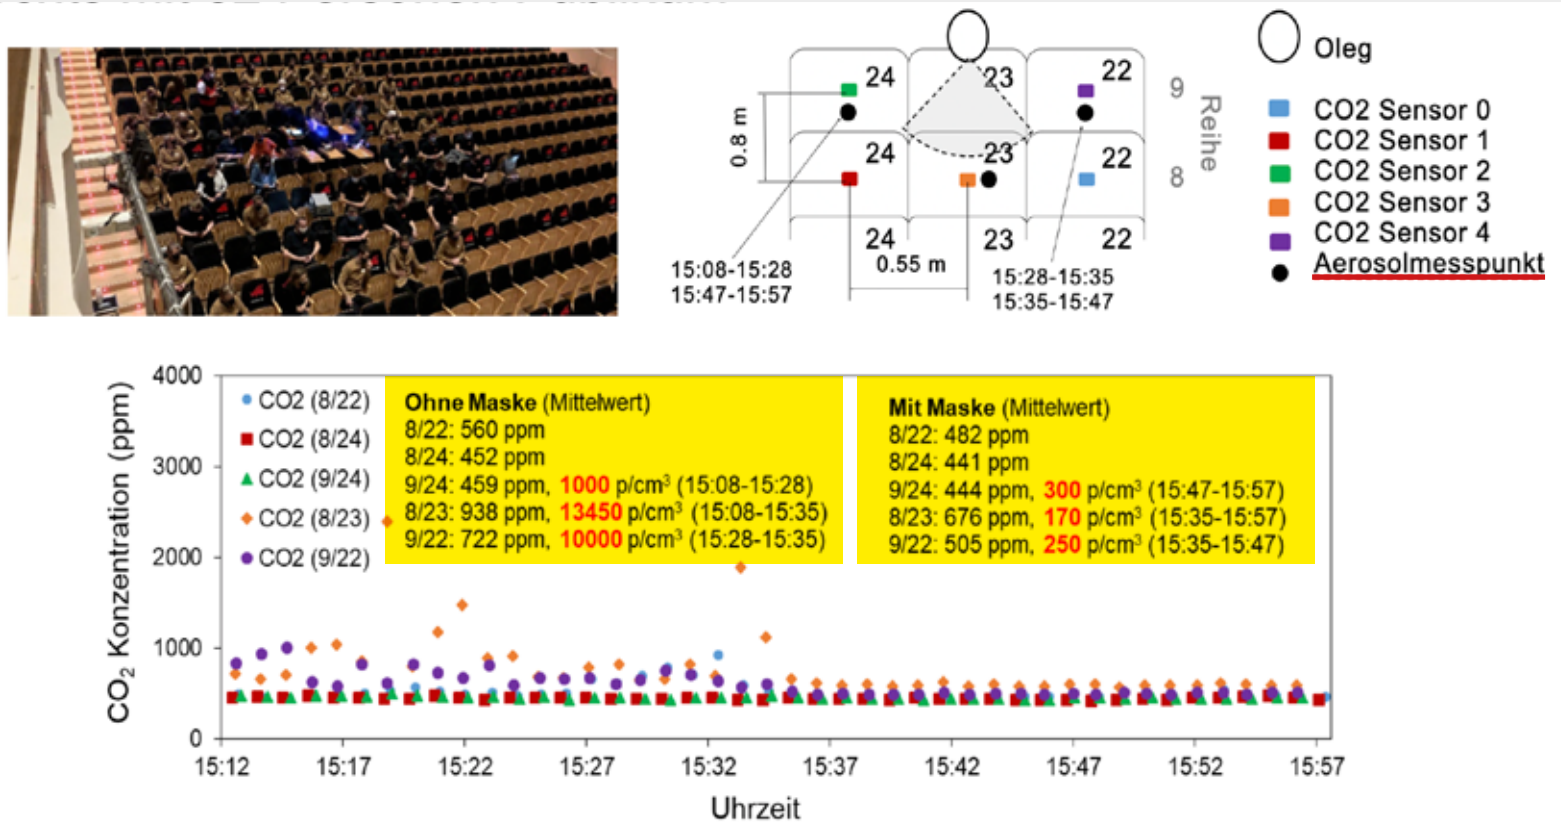 Oleg
24
23
22
9
CO2 Sensor 0
CO2 Sensor 1
0.8 m
24
23
22
8
Reihe
CO2 Sensor 2
CO2 Sensor 3
CO2 Sensor 4
24
23
22
Aerosolmesspunkt
0.55 m
15:08-15:28
15:47-15:57
15:28-15:35
15:35-15:47
CO₂ Konzentration (ppm)
4000
3000
2000
1000
0
CO2 (8/22)
CO2 (8/24)
CO2 (9/24)
CO2 (8/23)
CO2 (9/22)
Ohne Maske (Mittelwert)
8/22: 560 ppm
8/24: 452 ppm
9/24: 459 ppm, 1000 p/cm³ (15:08-15:28)
8/23: 938 ppm, 13450 p/cm³ (15:08-15:35)
9/22: 722 ppm, 10000 p/cm³ (15:28-15:35)
Mit Maske (Mittelwert)
8/22: 482 ppm
8/24: 441 ppm
9/24: 444 ppm, 300 p/cm³ (15:47-15:57)
8/23: 676 ppm, 170 p/cm³ (15:35-15:57)
9/22: 505 ppm, 250 p/cm³ (15:35-15:47)
15:12 15:17 15:22 15:27 15:32 15:37 15:42 15:47 15:52 15:57
Uhrzeit